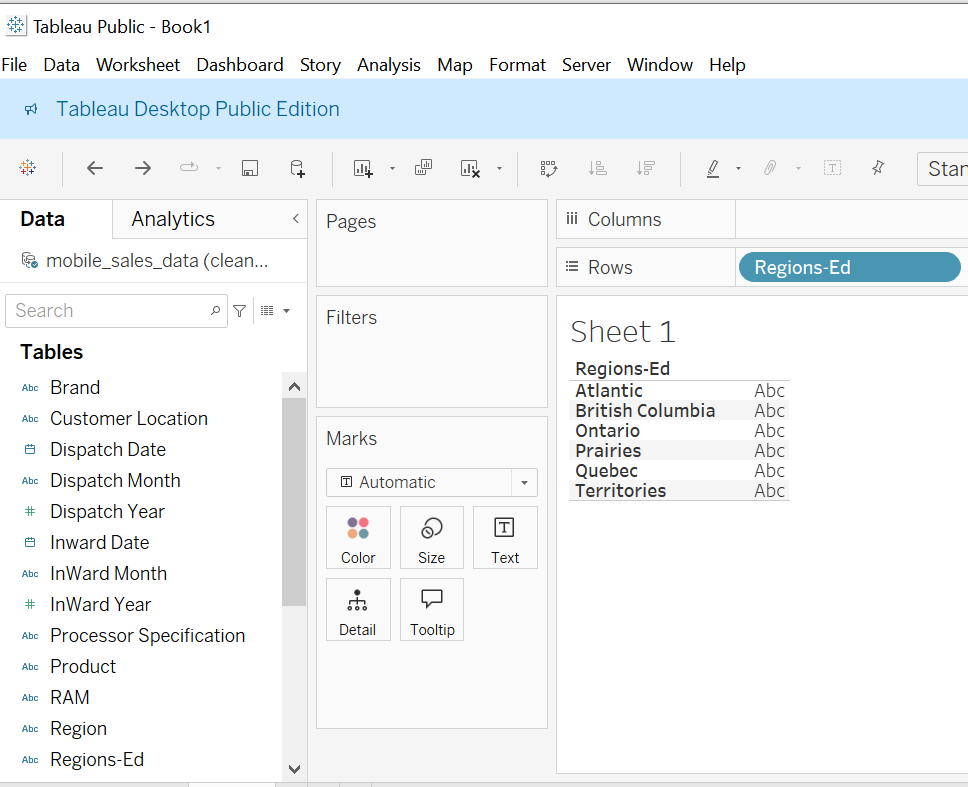 Tableau Public - Book1
File Data Worksheet Dashboard Story Analysis Map Format Server Window Help
Tableau Desktop Public Edition
Data Analytics
mobile_sales_data (clean...
Search
Tables
Abc Brand
Abc Customer Location
Dispatch Date
Abc Dispatch Month
# Dispatch Year
Inward Date
Abc InWard Month
# InWard Year
Abc Processor Specification
Abc Product
Abc RAM
Abc Region
Abc Regions-Ed
Pages
Filters
Marks
T Automatic
Color Size Text
Detail Tooltip
Columns
Rows Regions-Ed
Sheet 1
Regions-Ed
Atlantic Abc
British Columbia Abc
Ontario Abc
Prairies Abc
Quebec Abc
Territories Abc